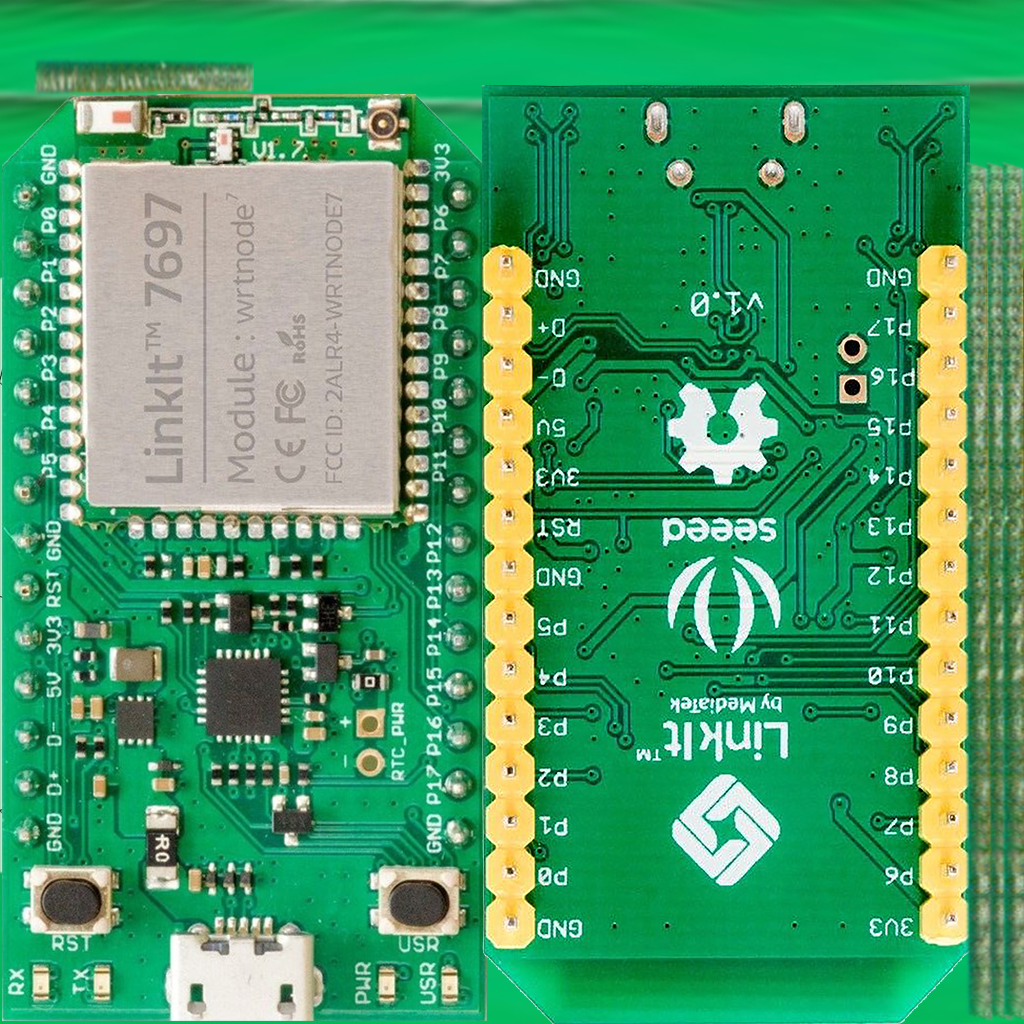 V1.7
GND
P0
P1
P2
P3
P4
P5
GND
RST
3V3
5V
D-
D+
GND
LinkIt™ 7697
Module : wrtnode⁷
CE FC RoHS
FCC ID: 2ALR4-WRTNODE7
3V3
P6
P7
P8
P9
P10
P11
P12
P13
P14
P15
P16
P17
GND
+
-
RTC_PWR
R0
RST
USR
RX
TX
PWR
USR
GND
D+
D-
5V
3V3
RST
GND
P5
P4
P3
P2
P1
P0
GND
v1.0
seeed
LinkIt™
by MediaTek
GND
P17
P16
P15
P14
P13
P12
P11
P10
P9
P8
P7
P6
3V3